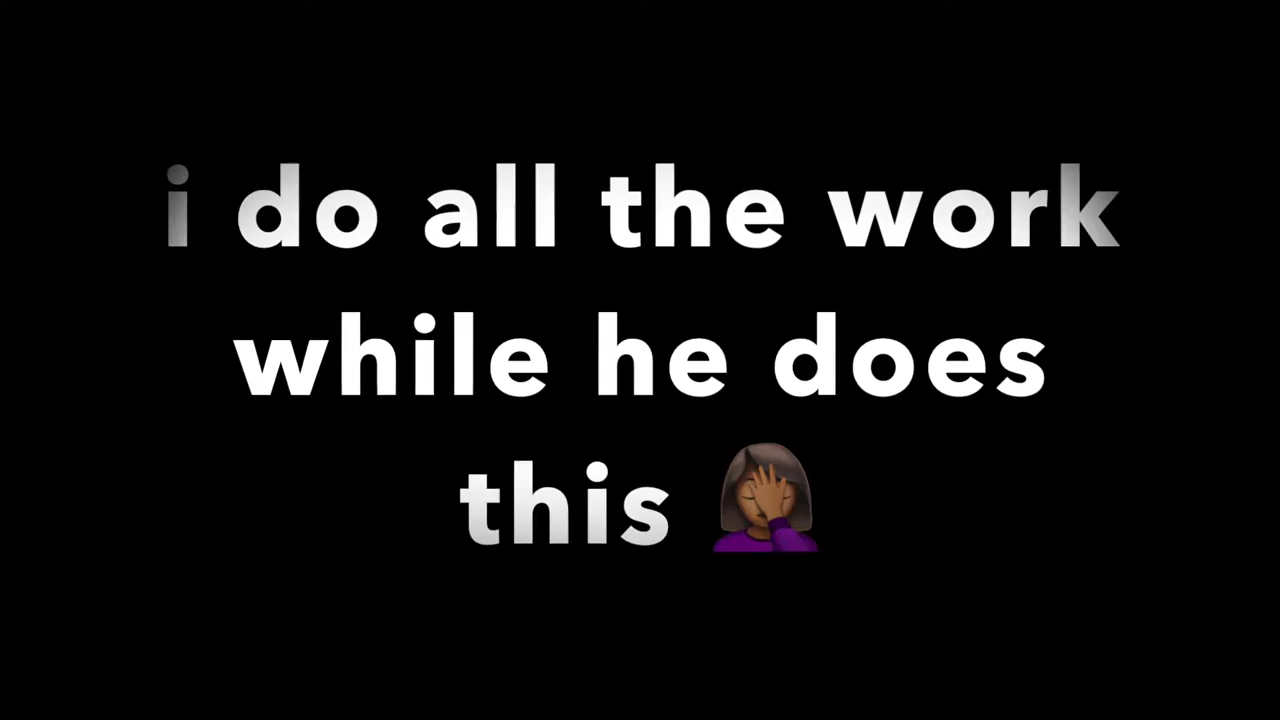 i do all the work
while he does
this 🤦🏾‍♀️